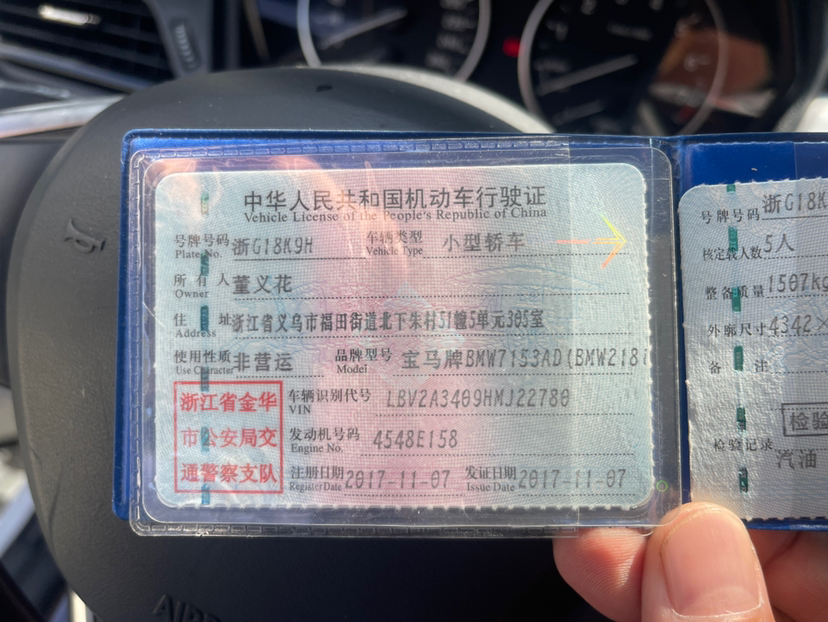 中华人民共和国机动车行驶证
Vehicle License of the People's Republic of China
号牌号码 浙G18K9H 车辆类型 小型轿车
Plate No. Vehicle Type
所有人 董义花
Owner
住址 浙江省义乌市福田街道北下朱村51幢5单元305室
Address
使用性质 非营运 品牌型号 宝马牌BMW7153AD(BMW218i
Use Character Model
浙江省金华
市公安局交
通警察支队
车辆识别代号 LBV2A3409HMJ22780
VIN
发动机号码 4548E158
Engine No.
注册日期 2017-11-07 发证日期 2017-11-07
Register Date Issue Date
号牌号码 浙G18K
核定载人数 5人
整备质量 1507kg
外廓尺寸 4342×
备注
检验
检验记录
汽油